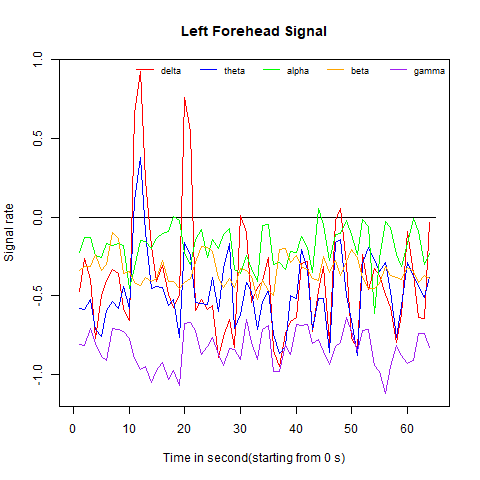 Left Forehead Signal
delta theta alpha beta gamma
1.0
0.5
0.0
-0.5
-1.0
Signal rate
0 10 20 30 40 50 60
Time in second(starting from 0 s)